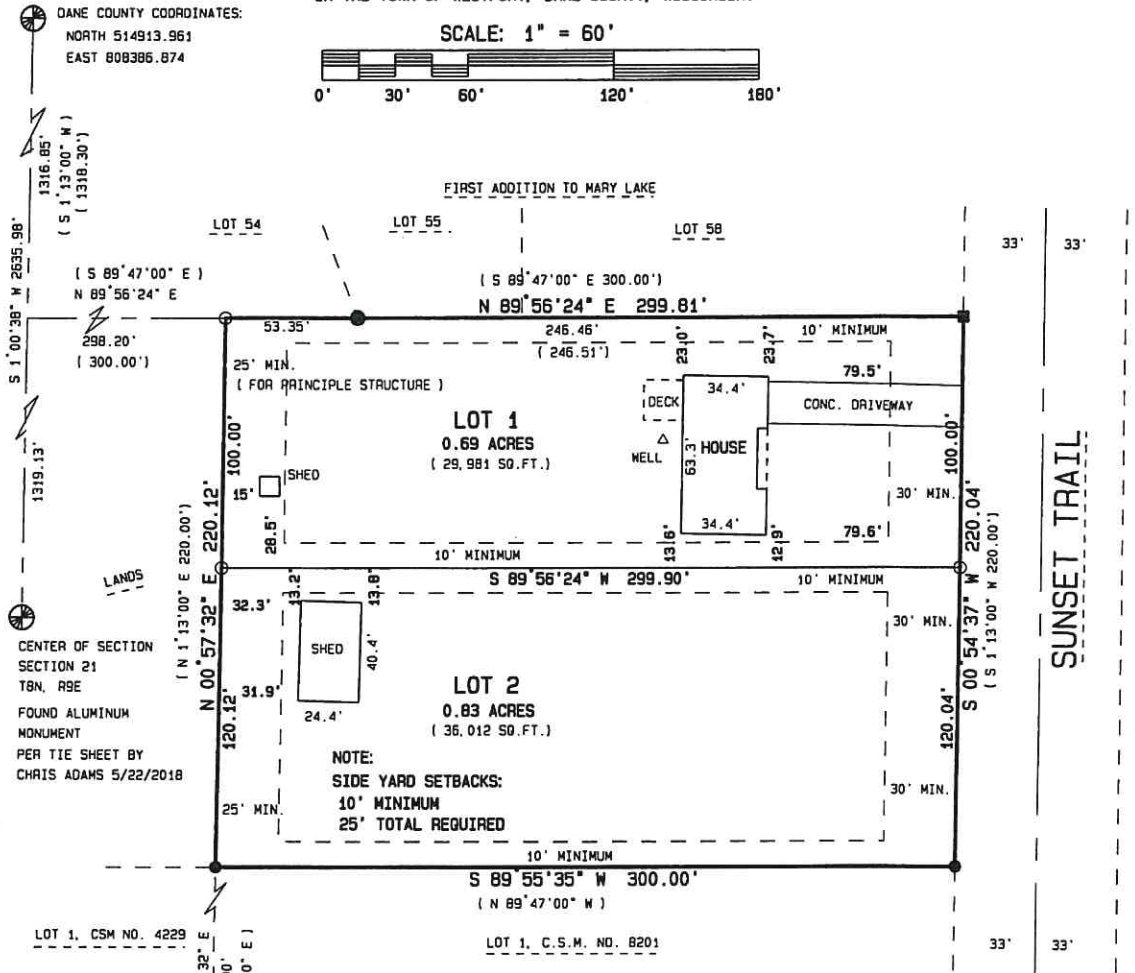 DANE COUNTY COORDINATES:
NORTH 514913.961
EAST 808386.874
SCALE: 1" = 60'
0' 30' 60' 120' 180'
1316.85'
( S 1°13'00" W )
( 1318.30' )
S 1°00'38" W 2635.98'
1319.13'
FIRST ADDITION TO MARY LAKE
LOT 54
LOT 55
LOT 58
33' 33'
( S 89°47'00" E )
N 89°56'24" E
298.20'
( 300.00' )
( S 89°47'00" E 300.00' )
N 89°56'24" E 299.81'
53.35'
246.46'
( 246.51' )
10' MINIMUM
25' MIN.
( FOR PRINCIPLE STRUCTURE )
23.0'
23.7'
79.5'
34.4'
DECK
CONC. DRIVEWAY
LOT 1
0.69 ACRES
( 29,981 SQ.FT. )
WELL
63.3'
HOUSE
100.00'
100.00'
SHED
15'
28.5'
30' MIN.
34.4'
79.6'
13.6'
12.9'
10' MINIMUM
S 89°56'24" W 299.90'
10' MINIMUM
N 00°57'32" E 220.12'
( N 1°13'00" E 220.00' )
S 00°54'37" W 220.04'
( S 1°13'00" W 220.00' )
SUNSET TRAIL
LANDS
CENTER OF SECTION
SECTION 21
T8N, R9E
FOUND ALUMINUM
MONUMENT
PER TIE SHEET BY
CHRIS ADAMS 5/22/2018
32.3'
13.2'
13.8'
SHED
40.4'
31.9'
24.4'
30' MIN.
LOT 2
0.83 ACRES
( 36,012 SQ.FT. )
120.12'
120.04'
NOTE:
SIDE YARD SETBACKS:
10' MINIMUM
25' TOTAL REQUIRED
25' MIN.
30' MIN.
10' MINIMUM
S 89°55'35" W 300.00'
( N 89°47'00" W )
LOT 1, CSM NO. 4229
LOT 1, C.S.M. NO. 8201
33' 33'